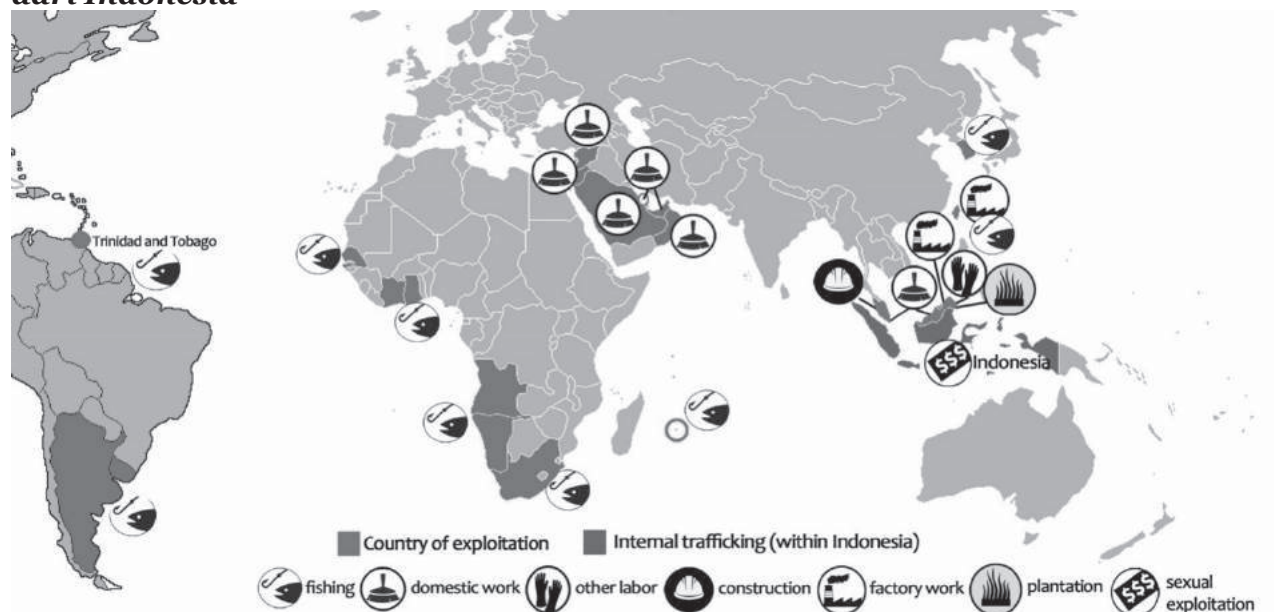 dari Indonesia
Trinidad and Tobago
$$$ Indonesia
Country of exploitation Internal trafficking (within Indonesia)
fishing domestic work other labor construction factory work plantation $$$ sexual
exploitation